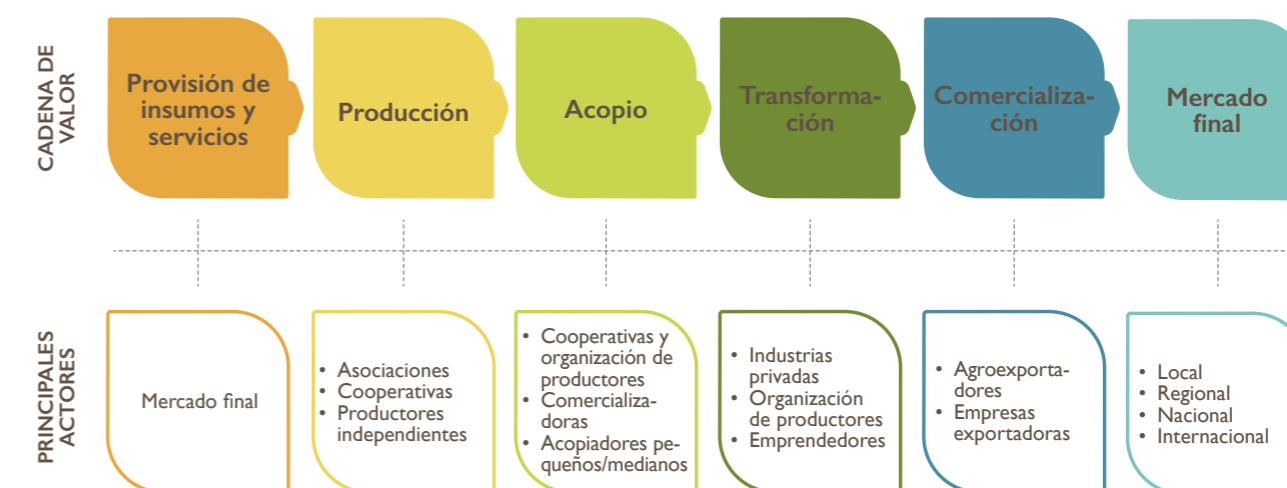 CADENA DE
VALOR
Provisión de
insumos y
servicios
Producción
Acopio
Transforma-
ción
Comercializa-
ción
Mercado
final
PRINCIPALES
ACTORES
Mercado final
• Asociaciones
• Cooperativas
• Productores
independientes
• Cooperativas y
organización de
productores
• Comercializa-
doras
• Acopiadores pe-
queños/medianos
• Industrias
privadas
• Organización
de productores
• Emprendedores
• Agroexporta-
dores
• Empresas
exportadoras
• Local
• Regional
• Nacional
• Internacional